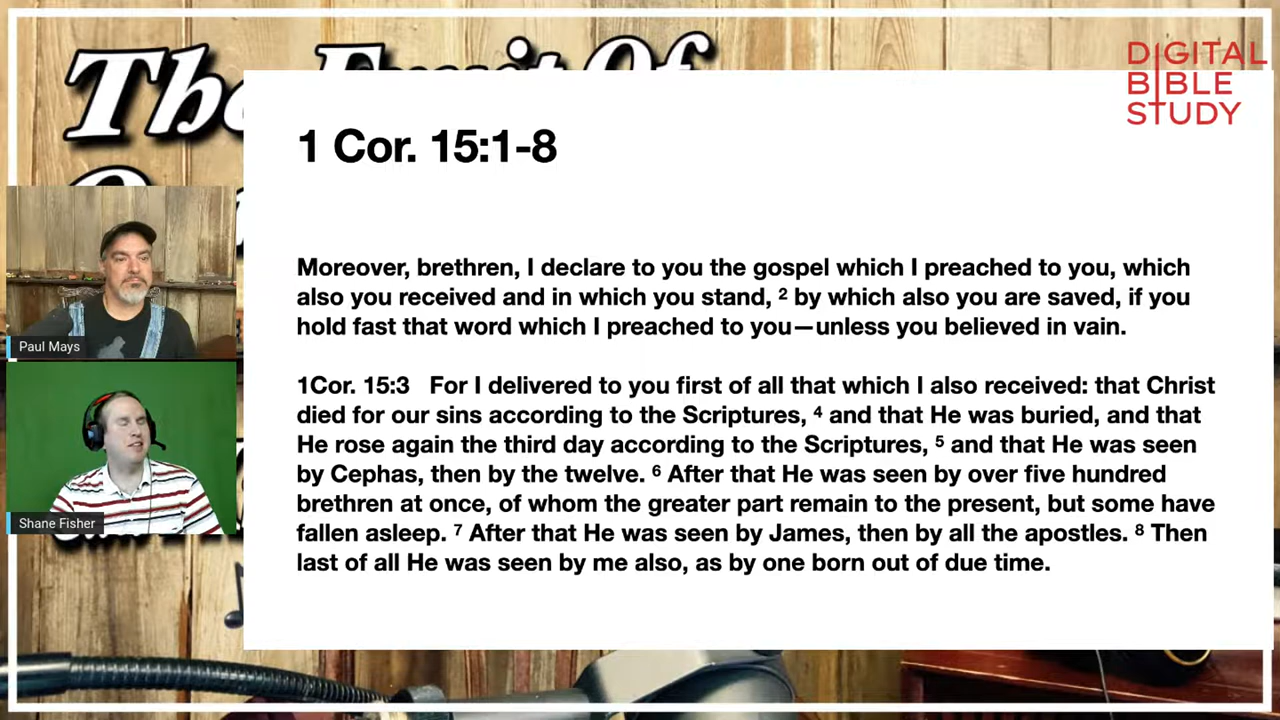 The Fruit Of
DIGITAL
BIBLE
STUDY
1 Cor. 15:1-8
Moreover, brethren, I declare to you the gospel which I preached to you, which
also you received and in which you stand, ² by which also you are saved, if you
hold fast that word which I preached to you—unless you believed in vain.
1Cor. 15:3 For I delivered to you first of all that which I also received: that Christ
died for our sins according to the Scriptures, ⁴ and that He was buried, and that
He rose again the third day according to the Scriptures, ⁵ and that He was seen
by Cephas, then by the twelve. ⁶ After that He was seen by over five hundred
brethren at once, of whom the greater part remain to the present, but some have
fallen asleep. ⁷ After that He was seen by James, then by all the apostles. ⁸ Then
last of all He was seen by me also, as by one born out of due time.
Paul Mays
Shane Fisher